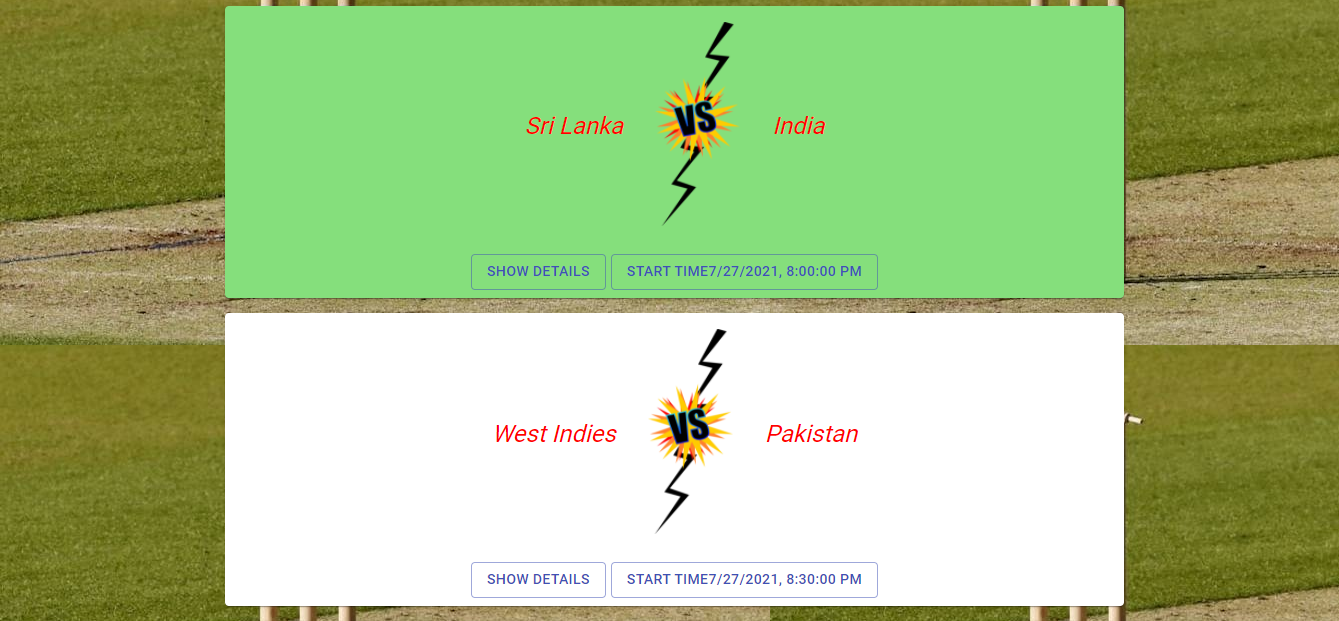 Sri Lanka VS India
SHOW DETAILS START TIME7/27/2021, 8:00:00 PM
West Indies VS Pakistan
SHOW DETAILS START TIME7/27/2021, 8:30:00 PM